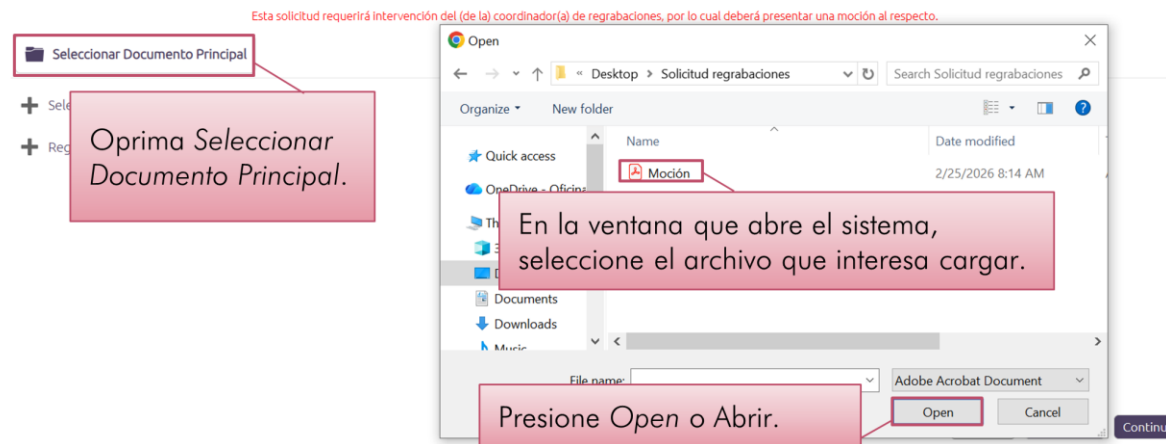 Esta solicitud requerirá intervención del (de la) coordinador(a) de regrabaciones, por lo cual deberá presentar una moción al respecto.
Seleccionar Documento Principal
Oprima Seleccionar
Documento Principal.
Open
« Desktop > Solicitud regrabaciones
Search Solicitud regrabaciones
Organize
New folder
Name
Date modified
Quick access
Moción
2/25/2026 8:14 AM
OneDrive - Oficina
En la ventana que abre el sistema,
seleccione el archivo que interesa cargar.
Documents
Downloads
Music
File name:
Adobe Acrobat Document
Presione Open o Abrir.
Open
Cancel